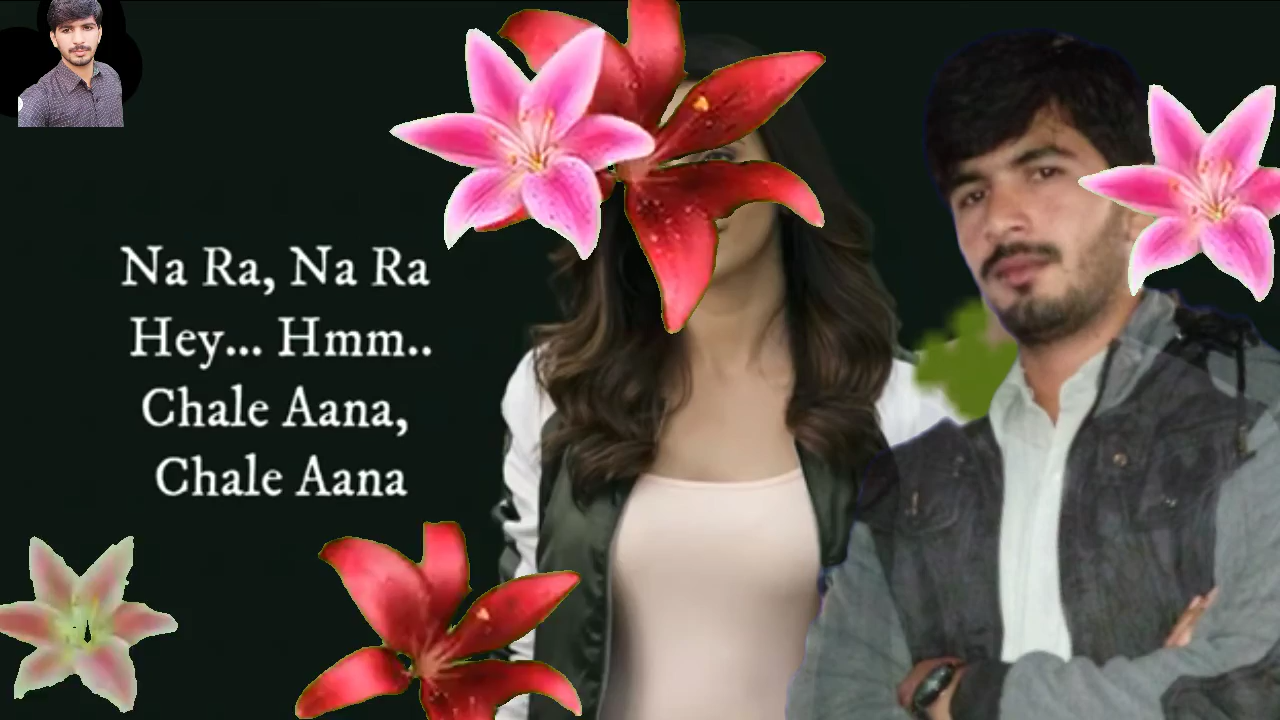 Na Ra, Na Ra
Hey... Hmm..
Chale Aana,
Chale Aana